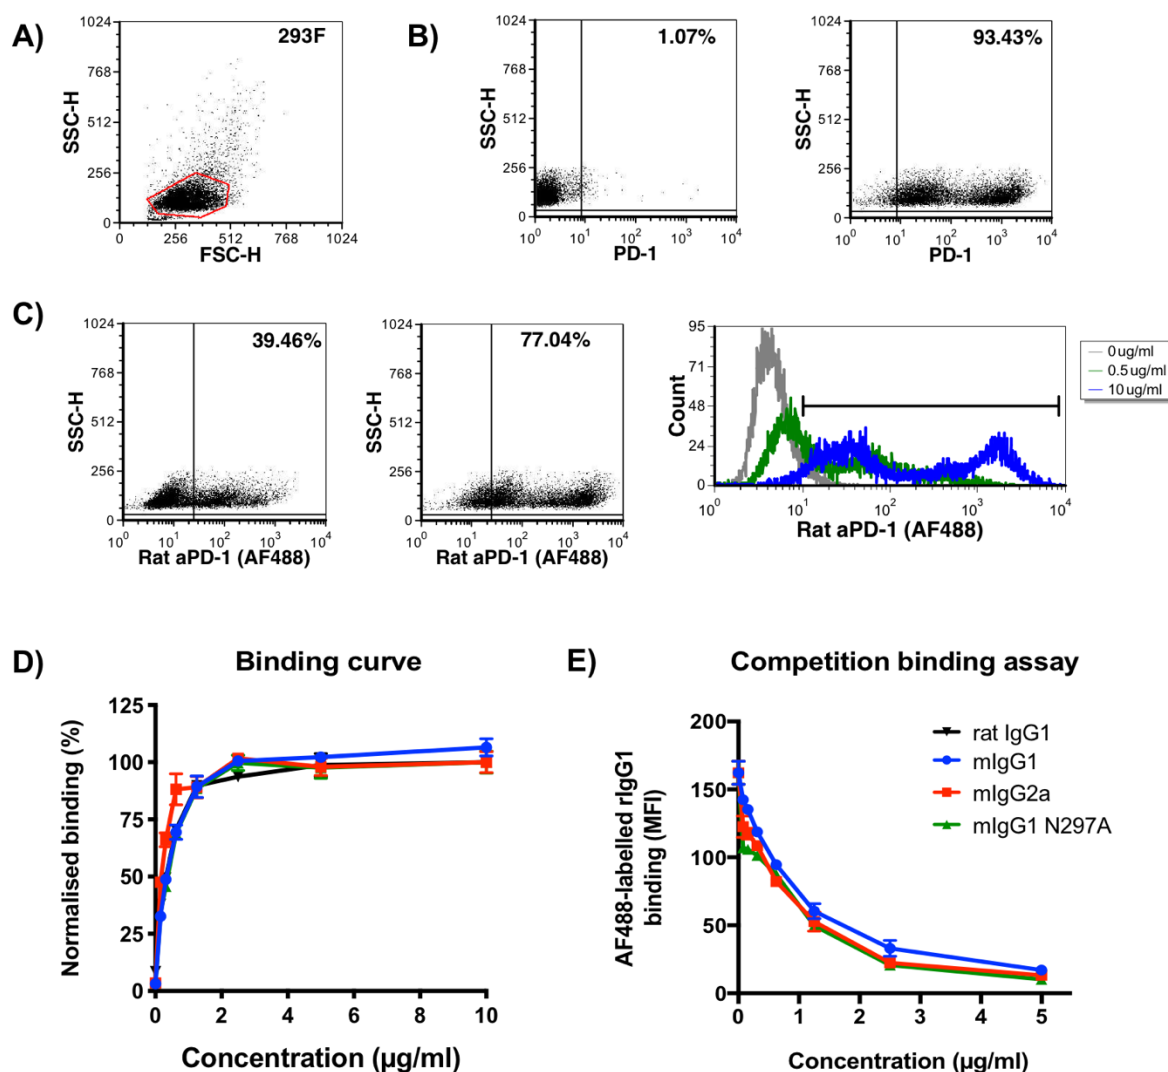 A)
1024
768
512
256
0
SSC-H
293F
0 256 512 768 1024
FSC-H
B)
1024
768
512
256
0
SSC-H
1.07%
10^0 10^1 10^2 10^3 10^4
PD-1
1024
768
512
256
0
SSC-H
93.43%
10^0 10^1 10^2 10^3 10^4
PD-1
C)
1024
768
512
256
0
SSC-H
39.46%
10^0 10^1 10^2 10^3 10^4
Rat aPD-1 (AF488)
1024
768
512
256
0
SSC-H
77.04%
10^0 10^1 10^2 10^3 10^4
Rat aPD-1 (AF488)
95
71
48
24
0
Count
10^0 10^1 10^2 10^3 10^4
Rat aPD-1 (AF488)
0 ug/ml
0.5 ug/ml
10 ug/ml
D)
Binding curve
125
100
75
50
25
0
Normalised binding (%)
0 2 4 6 8 10
Concentration (µg/ml)
E)
Competition binding assay
200
150
100
50
0
AF488-labelled rIgG1
binding (MFI)
rat IgG1
mIgG1
mIgG2a
mIgG1 N297A
0 1 2 3 4 5
Concentration (µg/ml)